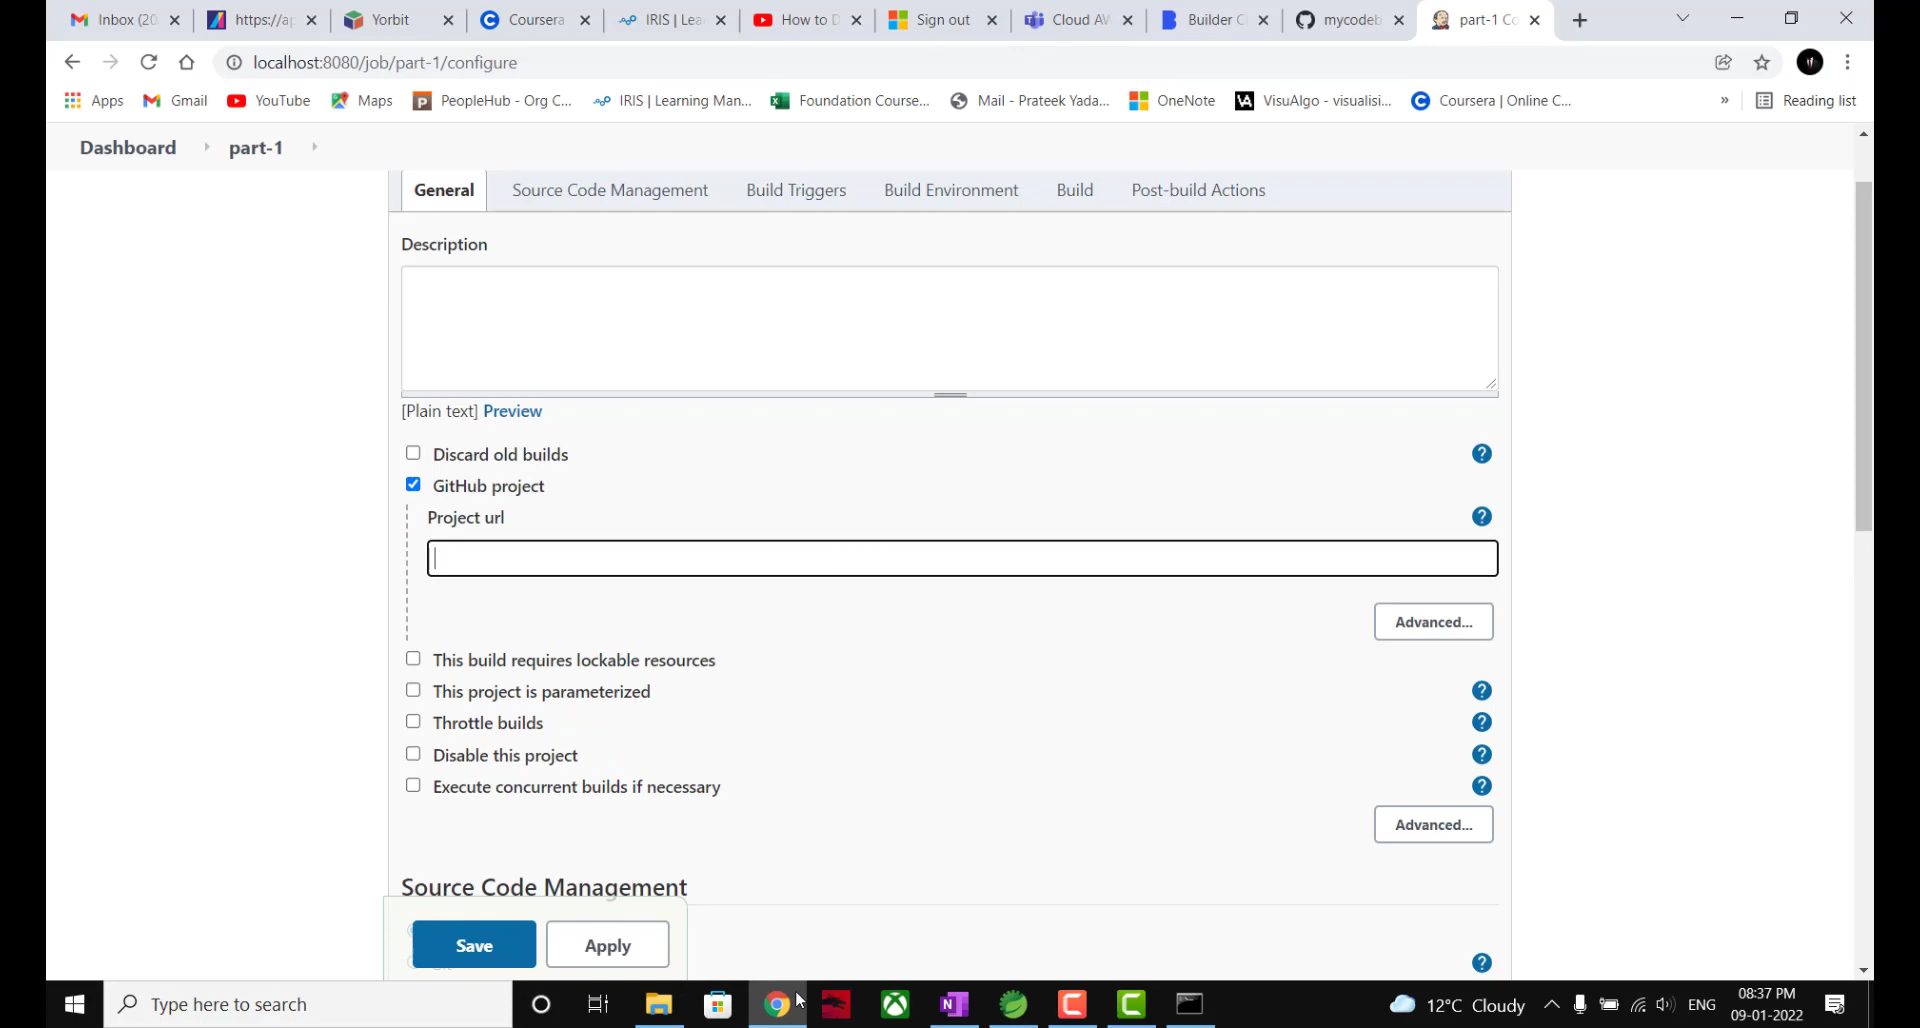 Inbox (20 https://ap Yorbit Coursera IRIS | Lea How to D Sign out Cloud AW Builder C mycodeb part-1 Co
localhost:8080/job/part-1/configure
Apps Gmail YouTube Maps PeopleHub - Org C... IRIS | Learning Man... Foundation Course... Mail - Prateek Yada... OneNote VisuAlgo - visualisi... Coursera | Online C... » Reading list
Dashboard part-1
General Source Code Management Build Triggers Build Environment Build Post-build Actions
Description
[Plain text] Preview
Discard old builds ?
GitHub project
Project url ?
Advanced...
This build requires lockable resources
This project is parameterized ?
Throttle builds ?
Disable this project ?
Execute concurrent builds if necessary ?
Advanced...
Source Code Management
Save Apply ?
Type here to search 12°C Cloudy ENG 08:37 PM
09-01-2022